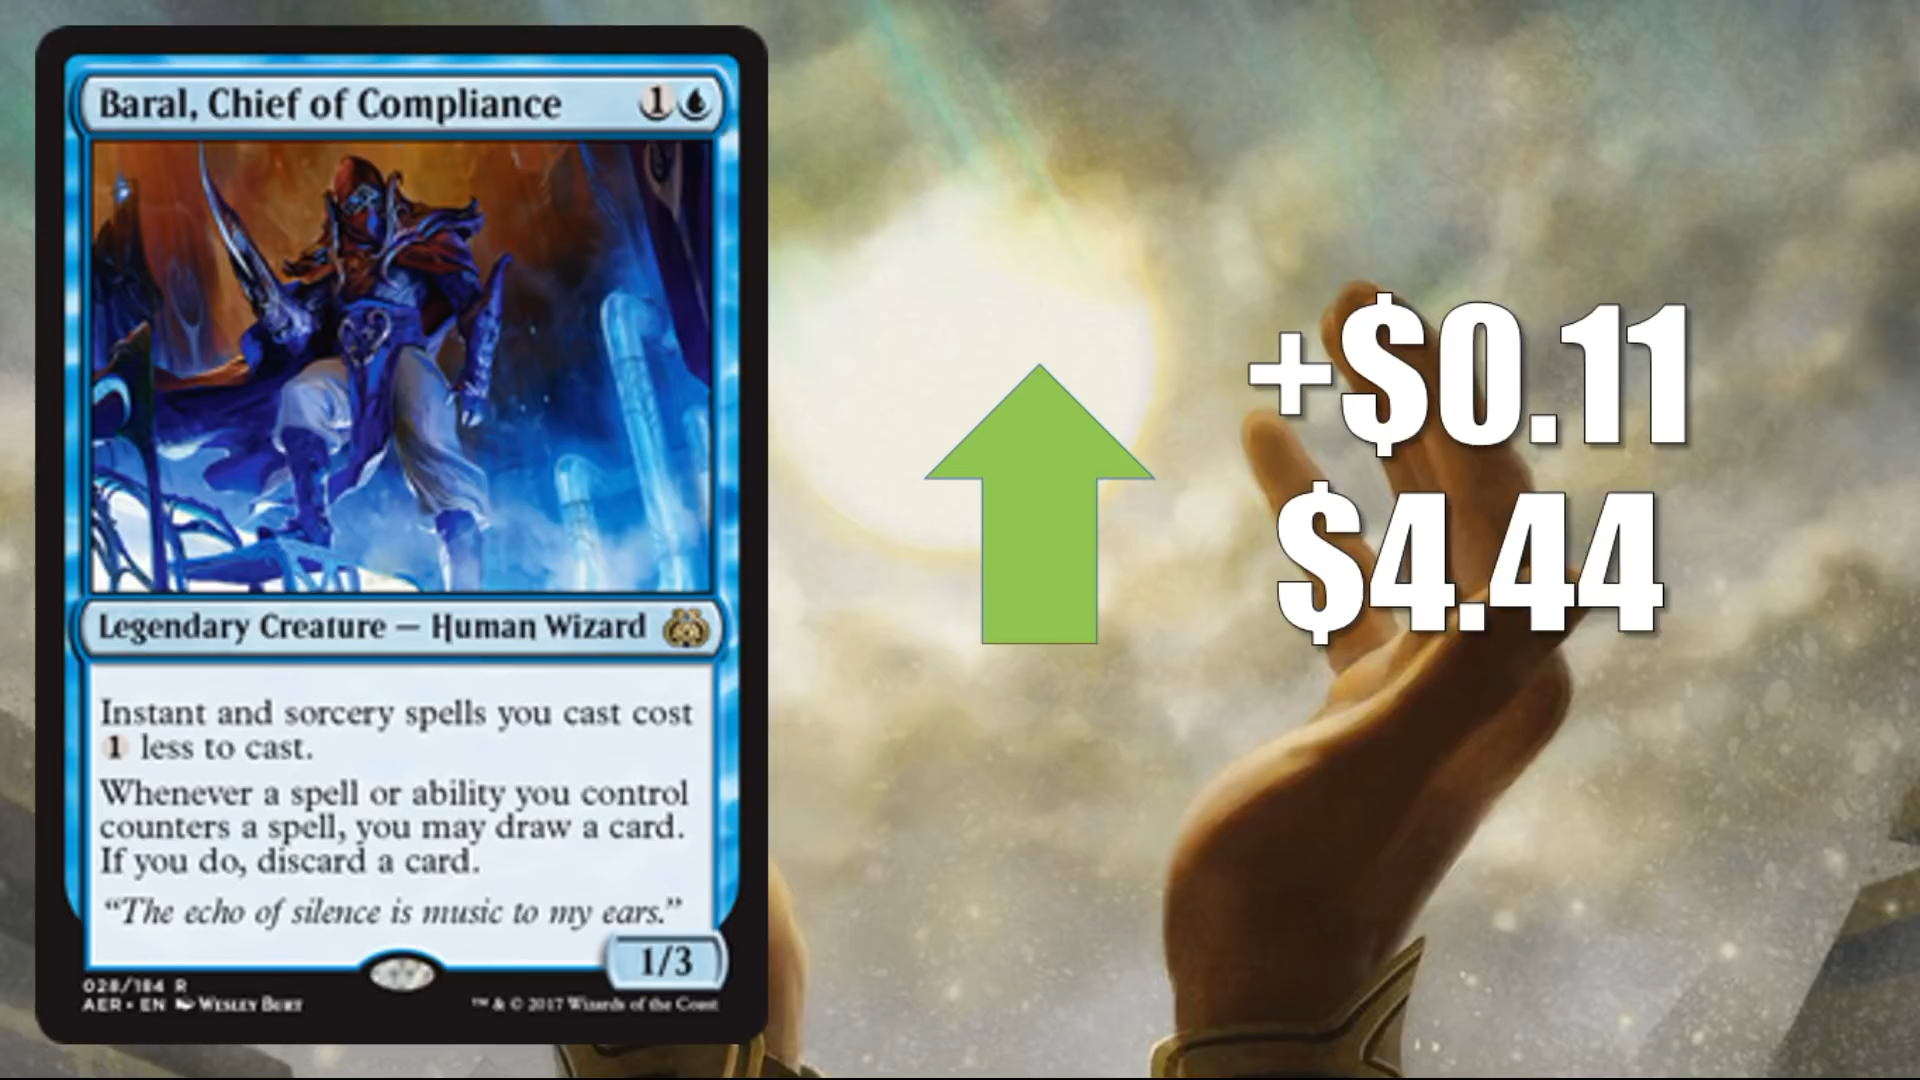 Baral, Chief of Compliance 1
Legendary Creature — Human Wizard
Instant and sorcery spells you cast cost
1 less to cast.
Whenever a spell or ability you control
counters a spell, you may draw a card.
If you do, discard a card.
“The echo of silence is music to my ears.”
1/3
028/184 R
AER • EN Wesley Burt
™ & © 2017 Wizards of the Coast
+$0.11
$4.44